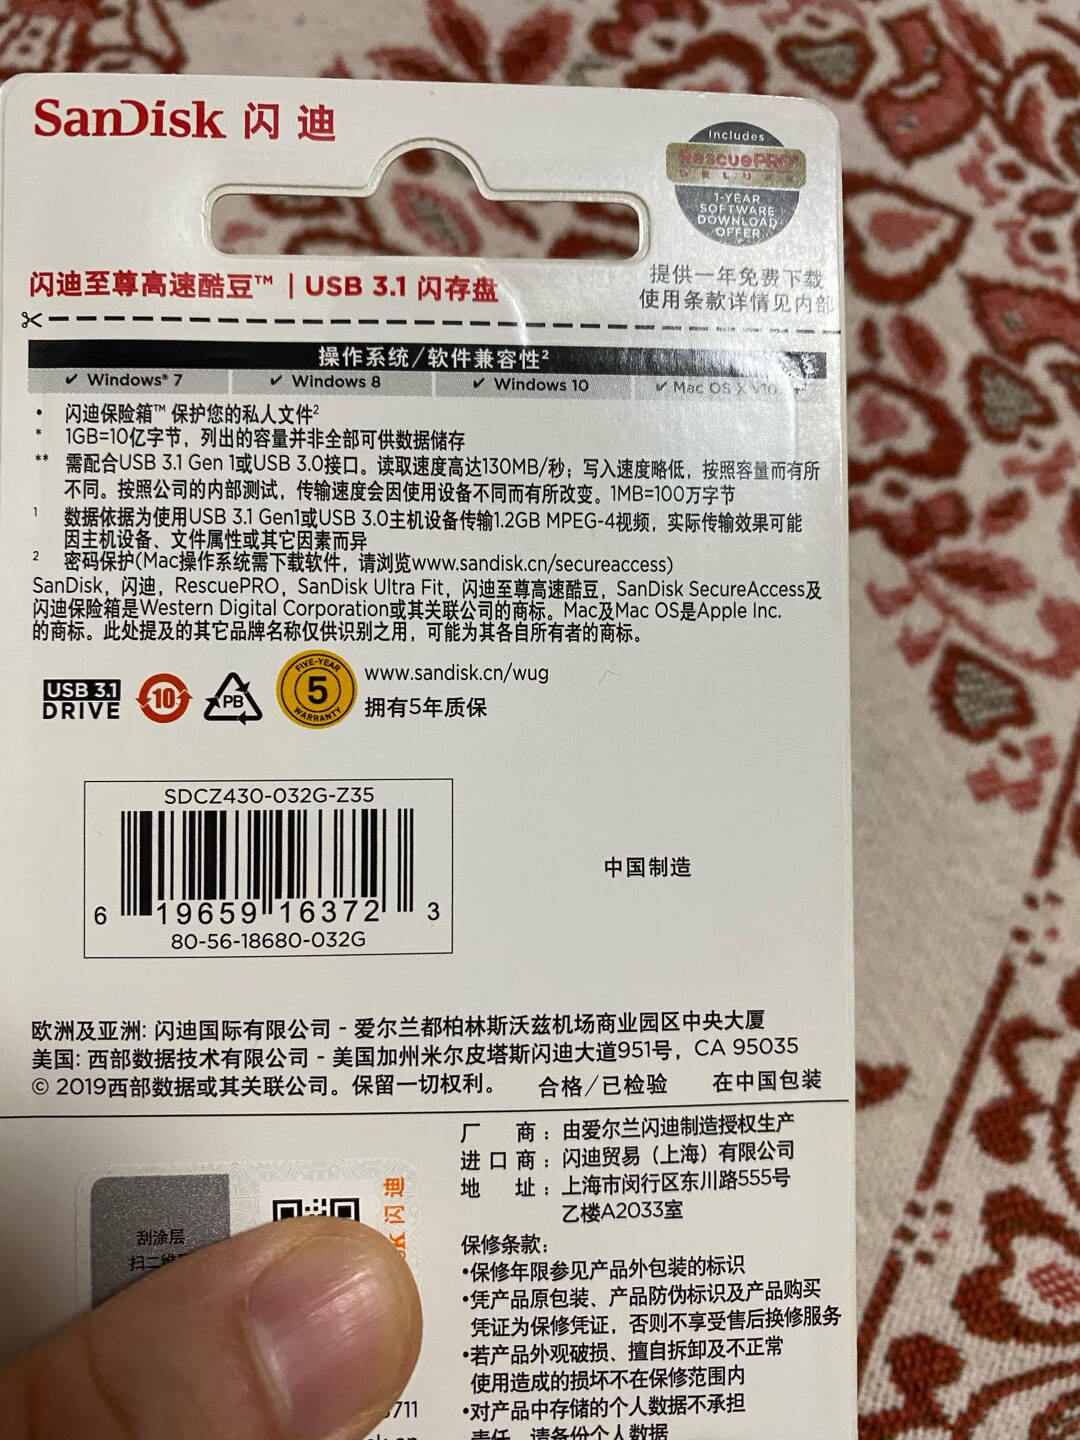 SanDisk 闪迪
Includes
RescuePRO®
DELUXE
1-YEAR
SOFTWARE
DOWNLOAD
OFFER
提供一年免费下载
使用条款详情见内部
闪迪至尊高速酷豆™ | USB 3.1 闪存盘
操作系统/软件兼容性²
✓ Windows® 7 ✓ Windows 8 ✓ Windows 10 ✓ Mac OS X
• 闪迪保险箱™ 保护您的私人文件²
* 1GB=10亿字节，列出的容量并非全部可供数据储存
** 需配合USB 3.1 Gen 1或USB 3.0接口。读取速度高达130MB/秒；写入速度略低，按照容量而有所
不同。按照公司的内部测试，传输速度会因使用设备不同而有所改变。1MB=100万字节
¹ 数据依据为使用USB 3.1 Gen1或USB 3.0主机设备传输1.2GB MPEG-4视频，实际传输效果可能
因主机设备、文件属性或其它因素而异
² 密码保护(Mac操作系统需下载软件，请浏览www.sandisk.cn/secureaccess)
SanDisk，闪迪，RescuePRO，SanDisk Ultra Fit，闪迪至尊高速酷豆，SanDisk SecureAccess及
闪迪保险箱是Western Digital Corporation或其关联公司的商标。Mac及Mac OS是Apple Inc.
的商标。此处提及的其它品牌名称仅供识别之用，可能为其各自所有者的商标。
USB 3.1
DRIVE
10
PB
FIVE-YEAR
5
WARRANTY
www.sandisk.cn/wug
拥有5年质保
SDCZ430-032G-Z35
6 19659 16372 3
80-56-18680-032G
中国制造
欧洲及亚洲: 闪迪国际有限公司 - 爱尔兰都柏林斯沃兹机场商业园区中央大厦
美国: 西部数据技术有限公司 - 美国加州米尔皮塔斯闪迪大道951号，CA 95035
© 2019西部数据或其关联公司。保留一切权利。 合格/已检验 在中国包装
厂 商：由爱尔兰闪迪制造授权生产
进口商：闪迪贸易（上海）有限公司
地 址：上海市闵行区东川路555号
乙楼A2033室
保修条款：
•保修年限参见产品外包装的标识
•凭产品原包装、产品防伪标识及产品购买
凭证为保修凭证，否则不享受售后换修服务
•若产品外观破损、擅自拆卸及不正常
使用造成的损坏不在保修范围内
•对产品中存储的个人数据不承担
责任，请备份个人数据
刮涂层
扫二维
闪迪
3711